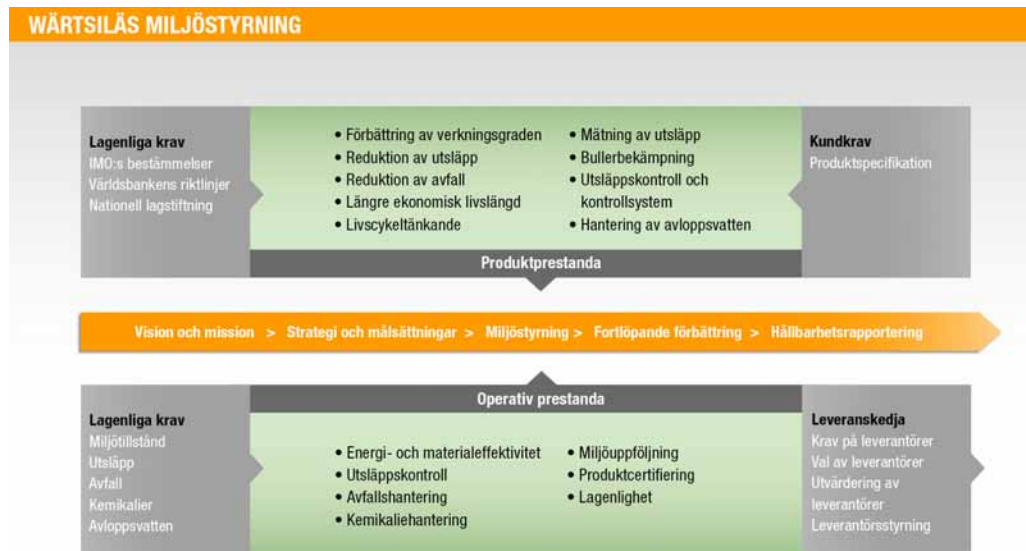 WÄRTSILÄS MILJÖSTYRNING
Lagenliga krav
IMO:s bestämmelser
Världsbankens riktlinjer
Nationell lagstiftning
• Förbättring av verkningsgraden
• Reduktion av utsläpp
• Reduktion av avfall
• Längre ekonomisk livslängd
• Livscykeltänkande
• Mätning av utsläpp
• Bullerbekämpning
• Utsläppskontroll och
kontrollsystem
• Hantering av avloppsvatten
Kundkrav
Produktspecifikation
Produktprestanda
Vision och mission > Strategi och målsättningar > Miljöstyrning > Fortlöpande förbättring > Hållbarhetsrapportering
Operativ prestanda
Lagenliga krav
Miljötillstånd
Utsläpp
Avfall
Kemikalier
Avloppsvatten
• Energi- och materialeffektivitet
• Utsläppskontroll
• Avfallshantering
• Kemikaliehantering
• Miljöuppföljning
• Produktcertifiering
• Lagenlighet
Leveranskedja
Krav på leverantörer
Val av leverantörer
Utvärdering av
leverantörer
Leverantörsstyrning